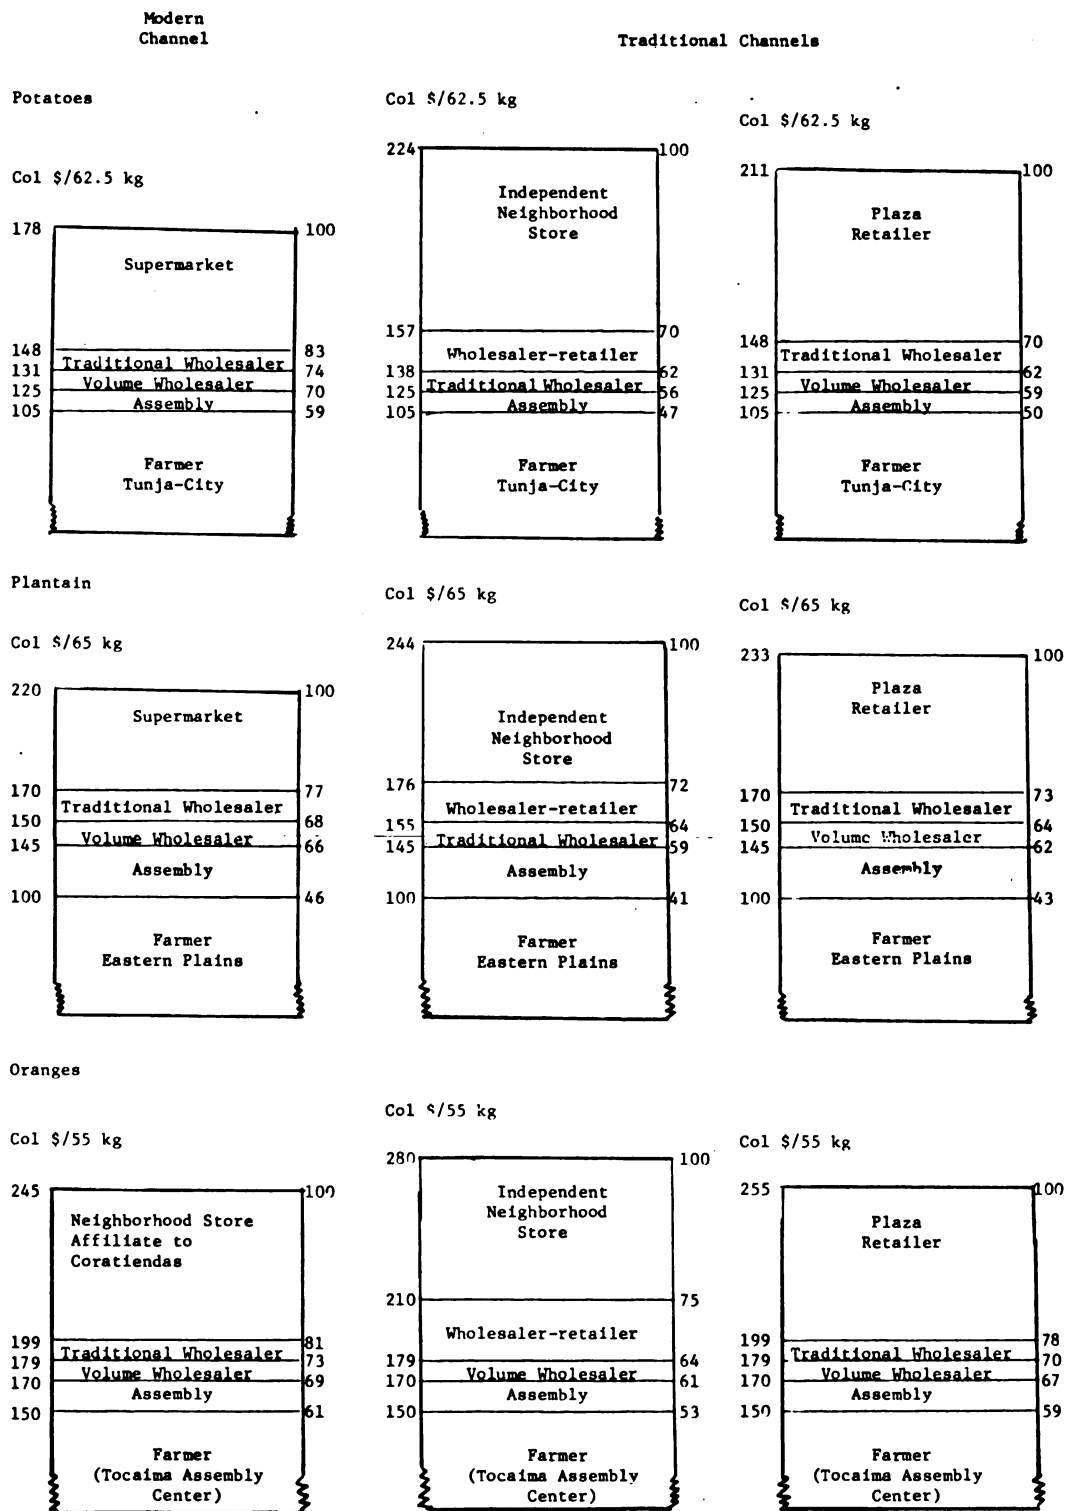 Modern
Channel
Traditional Channels
Potatoes
Col $/62.5 kg
178 100
Supermarket
148 83
Traditional Wholesaler
131 74
Volume Wholesaler
125 70
Assembly
105 59
Farmer
Tunja-City
Col $/62.5 kg
224 100
Independent
Neighborhood
Store
157 70
Wholesaler-retailer
138 62
Traditional Wholesaler
125 56
Assembly
105 47
Farmer
Tunja-City
Col $/62.5 kg
211 100
Plaza
Retailer
148 70
Traditional Wholesaler
131 62
Volume Wholesaler
125 59
Assembly
105 50
Farmer
Tunja-City
Plantain
Col $/65 kg
220 100
Supermarket
170 77
Traditional Wholesaler
150 68
Volume Wholesaler
145 66
Assembly
100 46
Farmer
Eastern Plains
Col $/65 kg
244 100
Independent
Neighborhood
Store
176 72
Wholesaler-retailer
155 64
Traditional Wholesaler
145 59
Assembly
100 41
Farmer
Eastern Plains
Col $/65 kg
233 100
Plaza
Retailer
170 73
Traditional Wholesaler
150 64
Volume Wholesaler
145 62
Assembly
100 43
Farmer
Eastern Plains
Oranges
Col $/55 kg
245 100
Neighborhood Store
Affiliate to
Coratiendas
199 81
Traditional Wholesaler
179 73
Volume Wholesaler
170 69
Assembly
150 61
Farmer
(Tocaima Assembly
Center)
Col $/55 kg
280 100
Independent
Neighborhood
Store
210 75
Wholesaler-retailer
179 64
Volume Wholesaler
170 61
Assembly
150 53
Farmer
(Tocaima Assembly
Center)
Col $/55 kg
255 100
Plaza
Retailer
199 78
Traditional Wholesaler
179 70
Volume Wholesaler
170 67
Assembly
150 59
Farmer
(Tocaima Assembly
Center)